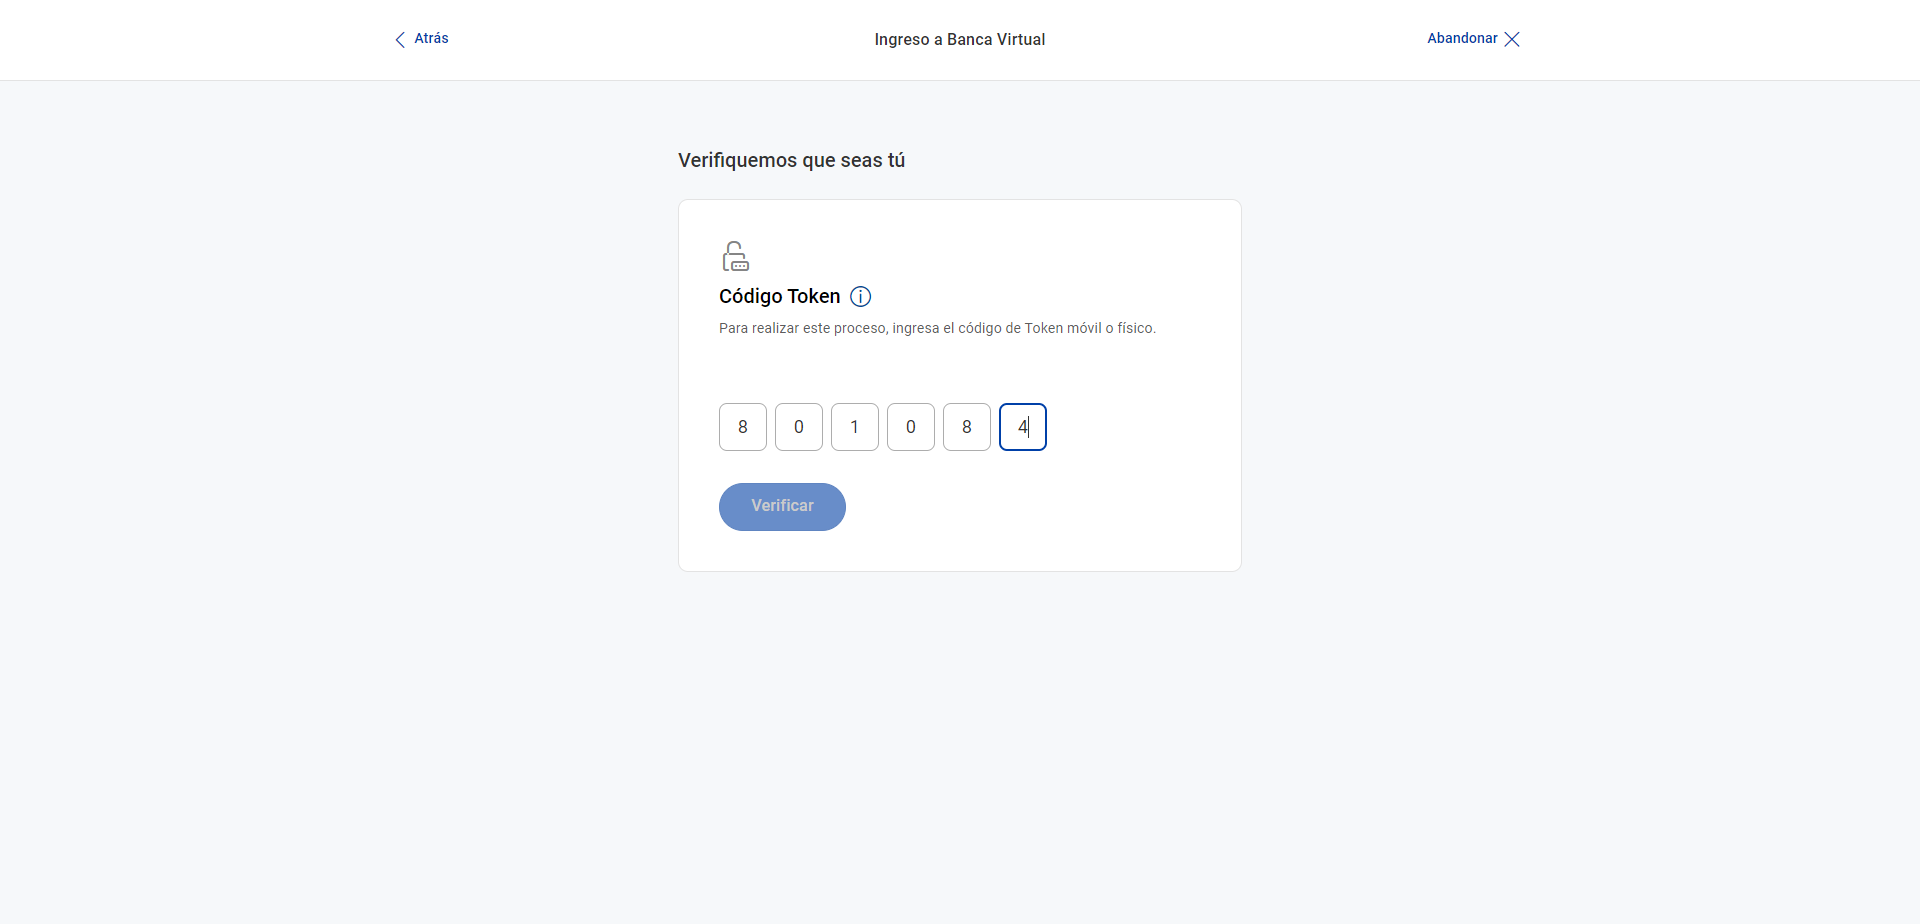 Atrás
Ingreso a Banca Virtual
Abandonar
Verifiquemos que seas tú
Código Token
Para realizar este proceso, ingresa el código de Token móvil o físico.
8 0 1 0 8 4
Verificar